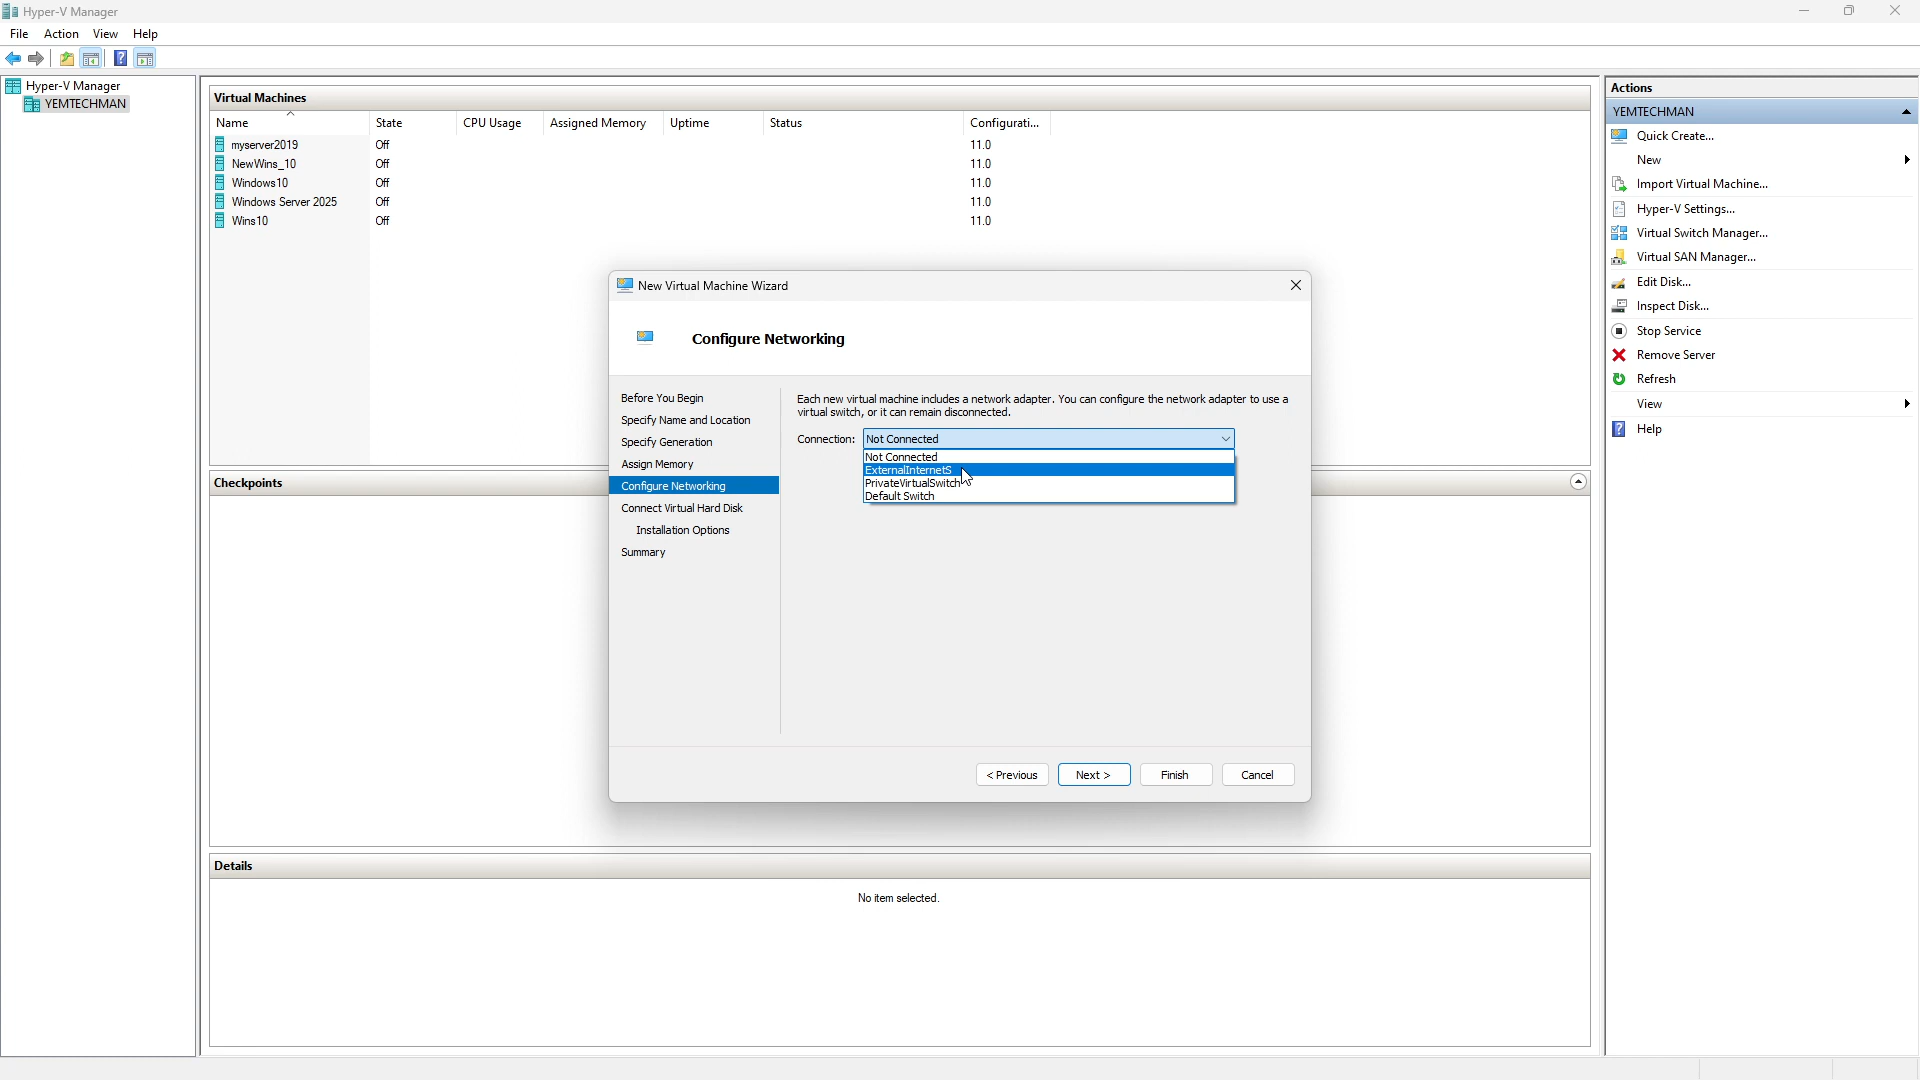 Hyper-V Manager
File Action View Help
Hyper-V Manager
YEMTECHMAN
Virtual Machines
Name State CPU Usage Assigned Memory Uptime Status Configurati...
myserver2019 Off 11.0
NewWins_10 Off 11.0
Windows10 Off 11.0
Windows Server 2025 Off 11.0
Wins10 Off 11.0
New Virtual Machine Wizard
Configure Networking
Before You Begin
Specify Name and Location
Specify Generation
Assign Memory
Configure Networking
Connect Virtual Hard Disk
Installation Options
Summary
Each new virtual machine includes a network adapter. You can configure the network adapter to use a
virtual switch, or it can remain disconnected.
Connection: Not Connected
Not Connected
ExternalInternetS
PrivateVirtualSwitch
Default Switch
< Previous Next > Finish Cancel
Checkpoints
Details
No item selected.
Actions
YEMTECHMAN
Quick Create...
New
Import Virtual Machine...
Hyper-V Settings...
Virtual Switch Manager...
Virtual SAN Manager...
Edit Disk...
Inspect Disk...
Stop Service
Remove Server
Refresh
View
Help